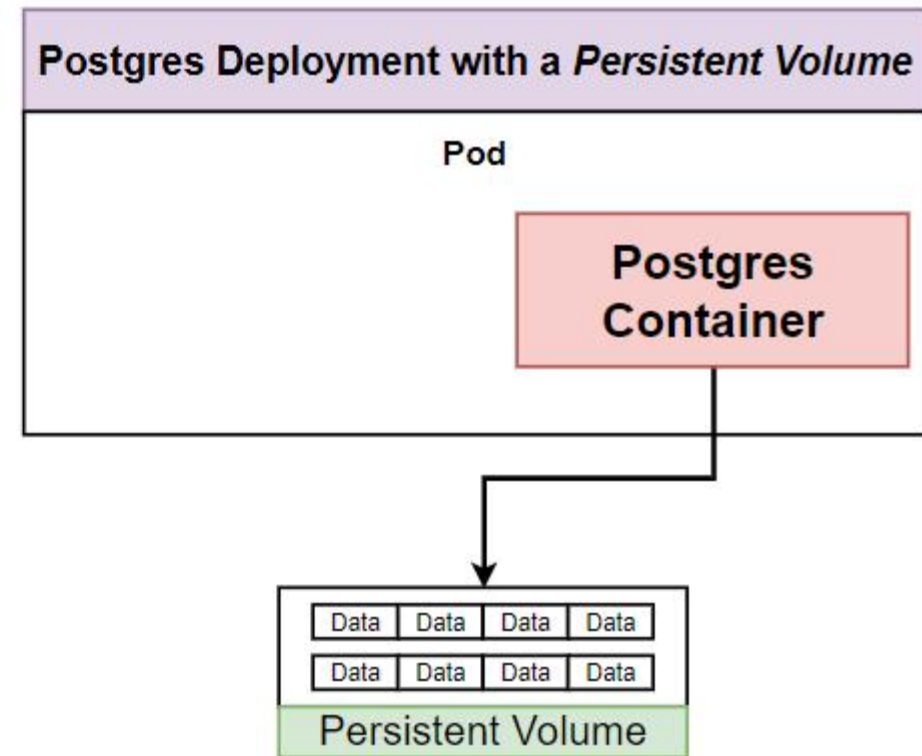 Postgres Deployment with a Persistent Volume
Pod
Postgres
Container
Data Data Data Data
Data Data Data Data
Persistent Volume